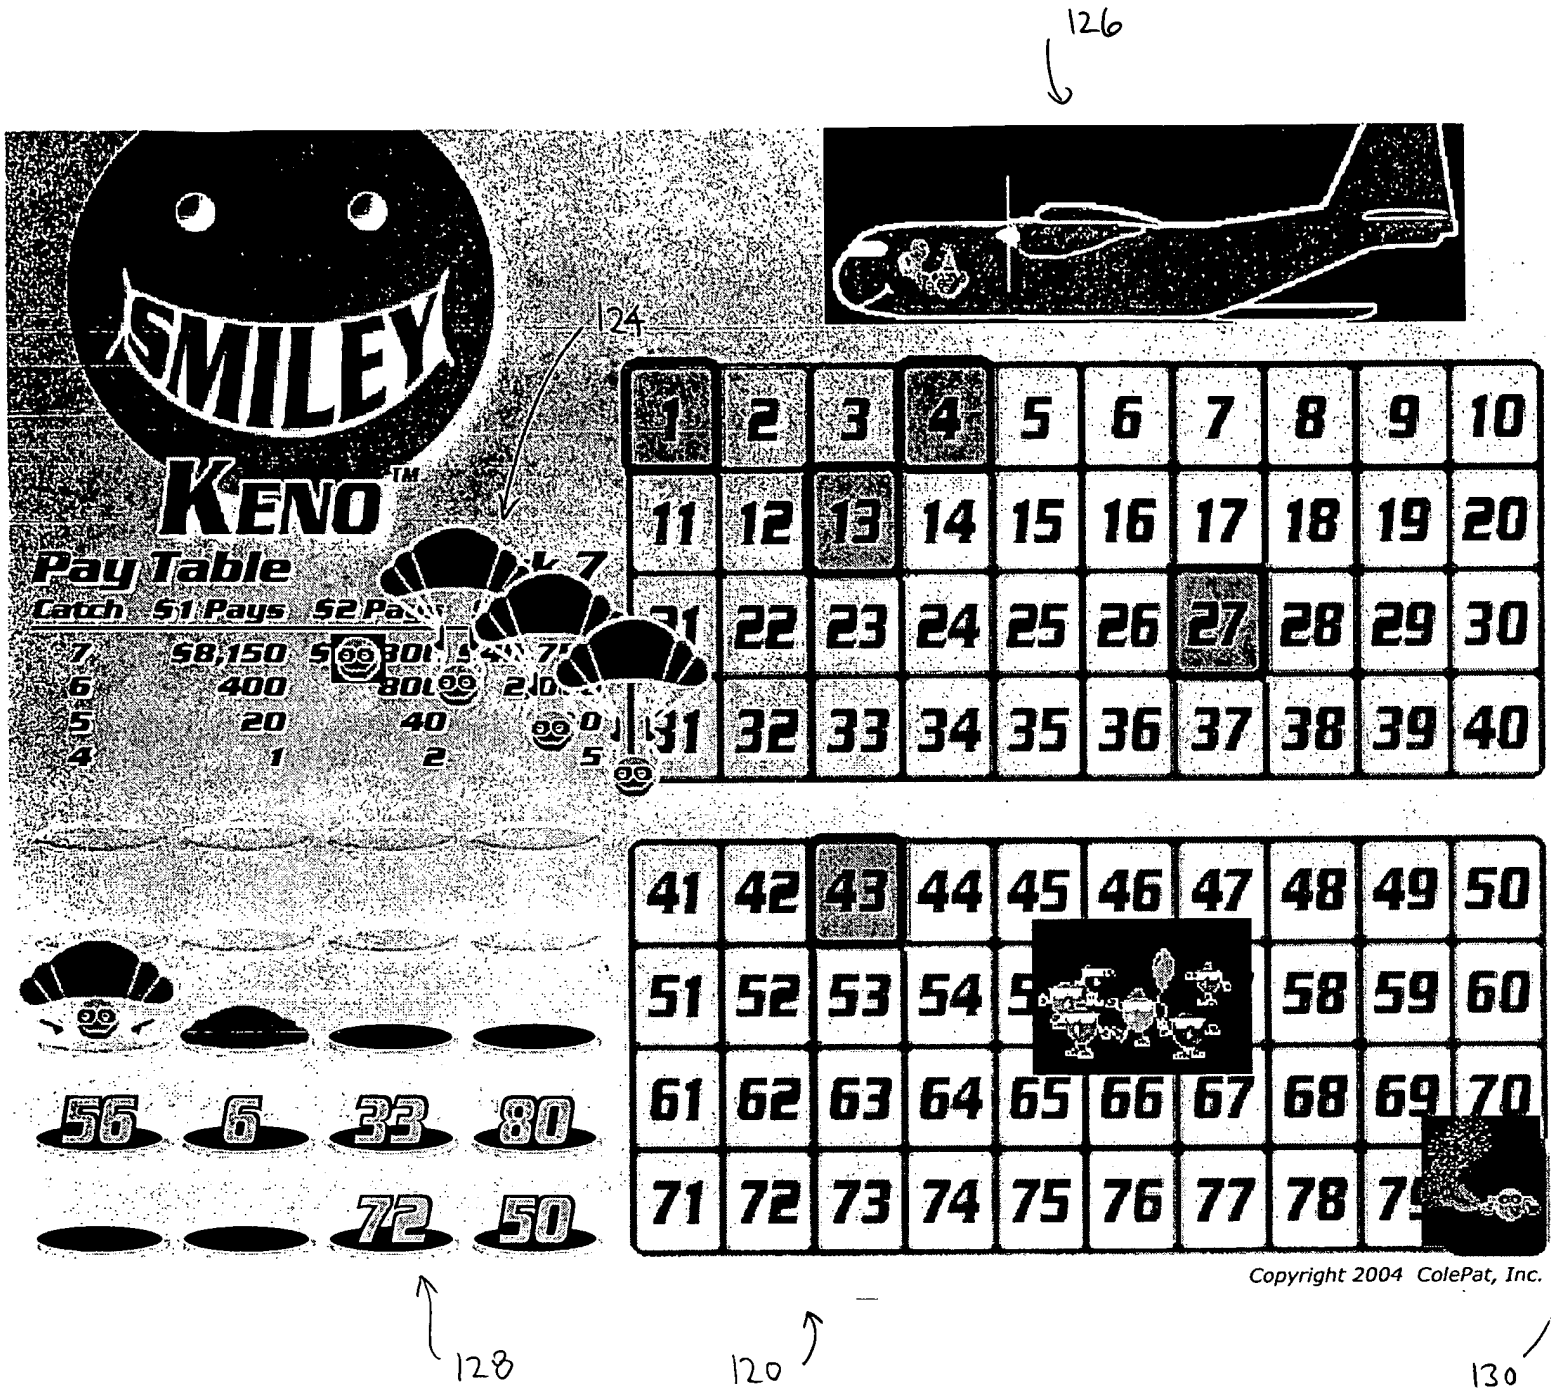 126
SMILEY
124
KENO™
Pay Table
Catch $1 Pays $2
7 $8,150
6 400
5 20 40 0
4 1 2 5
1 2 3 4 5 6 7 8 9 10
11 12 13 14 15 16 17 18 19 20
22 23 24 25 26 27 28 29 30
31 32 33 34 35 36 37 38 39 40
41 42 43 44 45 46 47 48 49 50
51 52 53 54 58 59 60
61 62 63 64 65 66 67 68 69 70
71 72 73 74 75 76 77 78 79
56 6 33 80
72 50
Copyright 2004 ColePat, Inc.
128
120
130